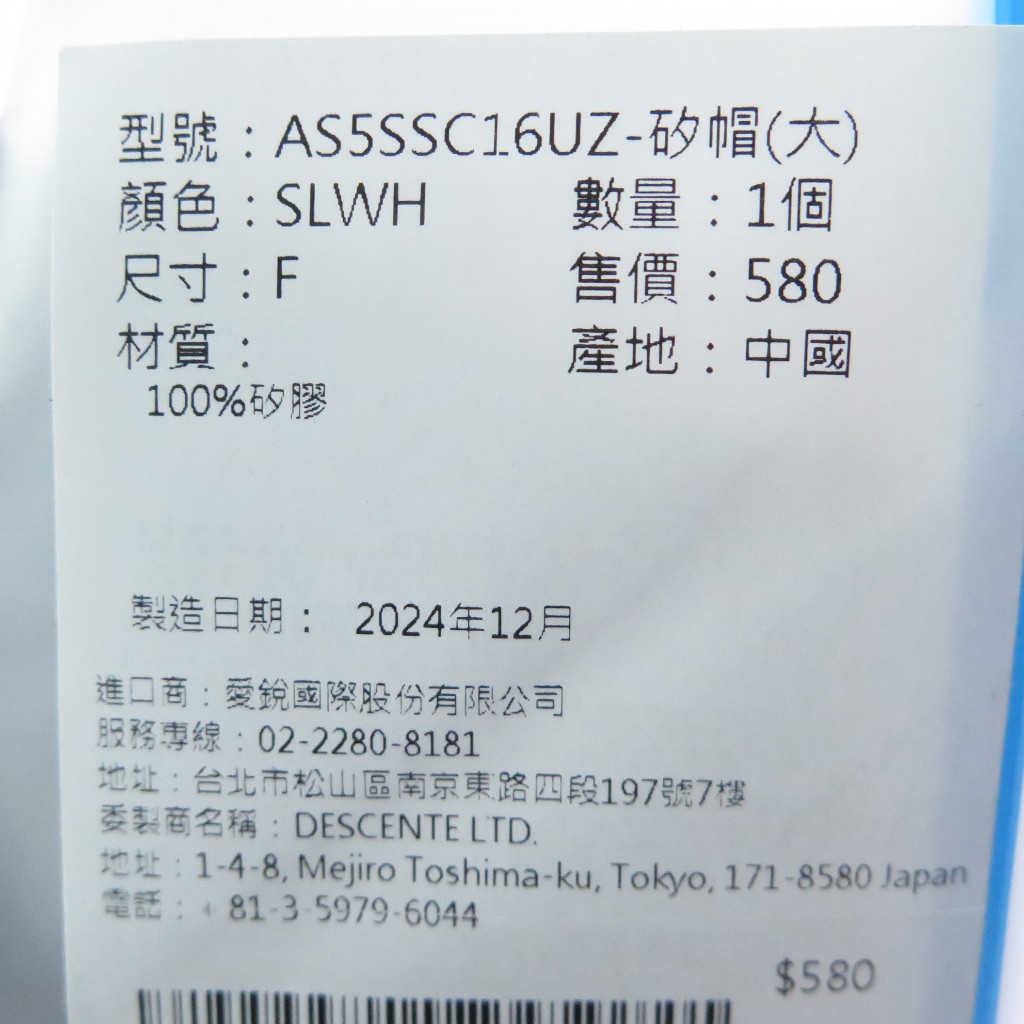 型號：AS5SSC16UZ-矽帽(大)
顏色：SLWH 數量：1個
尺寸：F 售價：580
材質： 產地：中國
100%矽膠
製造日期： 2024年12月
進口商：愛銳國際股份有限公司
服務專線：02-2280-8181
地址：台北市松山區南京東路四段197號7樓
委製商名稱：DESCENTE LTD.
地址：1-4-8, Mejiro Toshima-ku, Tokyo, 171-8580 Japan
電話：+ 81-3-5979-6044
$580